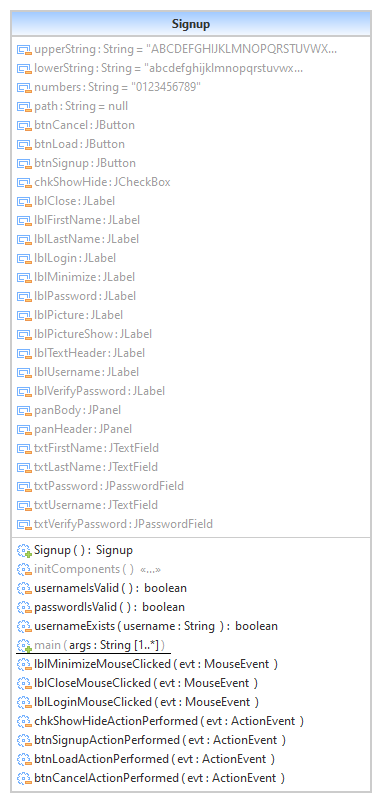 Signup
upperString : String = "ABCDEFGHIJKLMNOPQRSTUVWX...
lowerString : String = "abcdefghijklmnopqrstuvwx...
numbers : String = "0123456789"
path : String = null
btnCancel : JButton
btnLoad : JButton
btnSignup : JButton
chkShowHide : JCheckBox
lblClose : JLabel
lblFirstName : JLabel
lblLastName : JLabel
lblLogin : JLabel
lblMinimize : JLabel
lblPassword : JLabel
lblPicture : JLabel
lblPictureShow : JLabel
lblTextHeader : JLabel
lblUsername : JLabel
lblVerifyPassword : JLabel
panBody : JPanel
panHeader : JPanel
txtFirstName : JTextField
txtLastName : JTextField
txtPassword : JPasswordField
txtUsername : JTextField
txtVerifyPassword : JPasswordField
Signup ( ) : Signup
initComponents ( ) «...»
usernameIsValid ( ) : boolean
passwordIsValid ( ) : boolean
usernameExists ( username : String ) : boolean
main ( args : String [1..*] )
lblMinimizeMouseClicked ( evt : MouseEvent )
lblCloseMouseClicked ( evt : MouseEvent )
lblLoginMouseClicked ( evt : MouseEvent )
chkShowHideActionPerformed ( evt : ActionEvent )
btnSignupActionPerformed ( evt : ActionEvent )
btnLoadActionPerformed ( evt : ActionEvent )
btnCancelActionPerformed ( evt : ActionEvent )